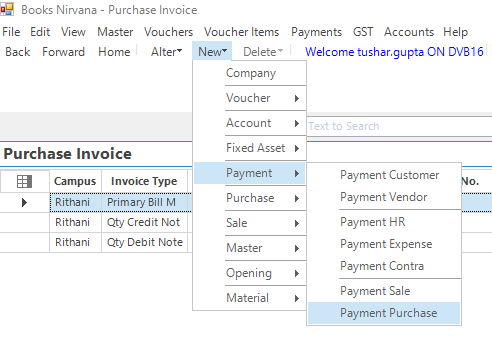 Books Nirvana - Purchase Invoice
File Edit View Menu Vouchers Voucher Items Payments GST Accounts Help
Back Forward Home Alter New Delete Welcome tushar.gupta ON DVB16
Company
Voucher
Account
Text to Search
Fixed Asset
Purchase Invoice
Payment
Payment Customer
Campus Invoice Type No.
Purchase
Payment Vendor
Rithani Primary Bill M
Sale
Payment HR
Rithani Qty Credit Not
Master
Payment Expense
Rithani Qty Debit Note
Payment Contra
Opening
Payment Sale
Material
Payment Purchase